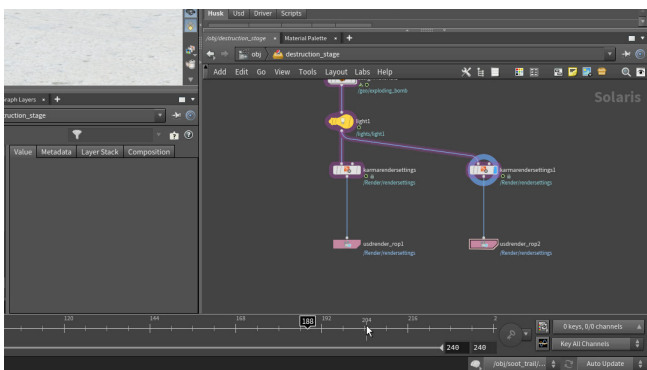 Husk Usd Driver Scripts
/obj/destruction_stage × Material Palette × +
obj destruction_stage
Add Edit Go View Tools Layout Labs Help
Solaris
/geo/exploding_bomb
light1
/lights/light1
karmarendersettings
/Render/rendersettings
karmarendersettings1
/Render/rendersettings
usdrender_rop1
/Render/rendersettings
usdrender_rop2
/Render/rendersettings
raph Layers × +
ruction_stage
Value Metadata Layer Stack Composition
120 144 168 188 192 204 216 2
240 240
0 keys, 0/0 channels
Key All Channels
/obj/soot_trail/... Auto Update